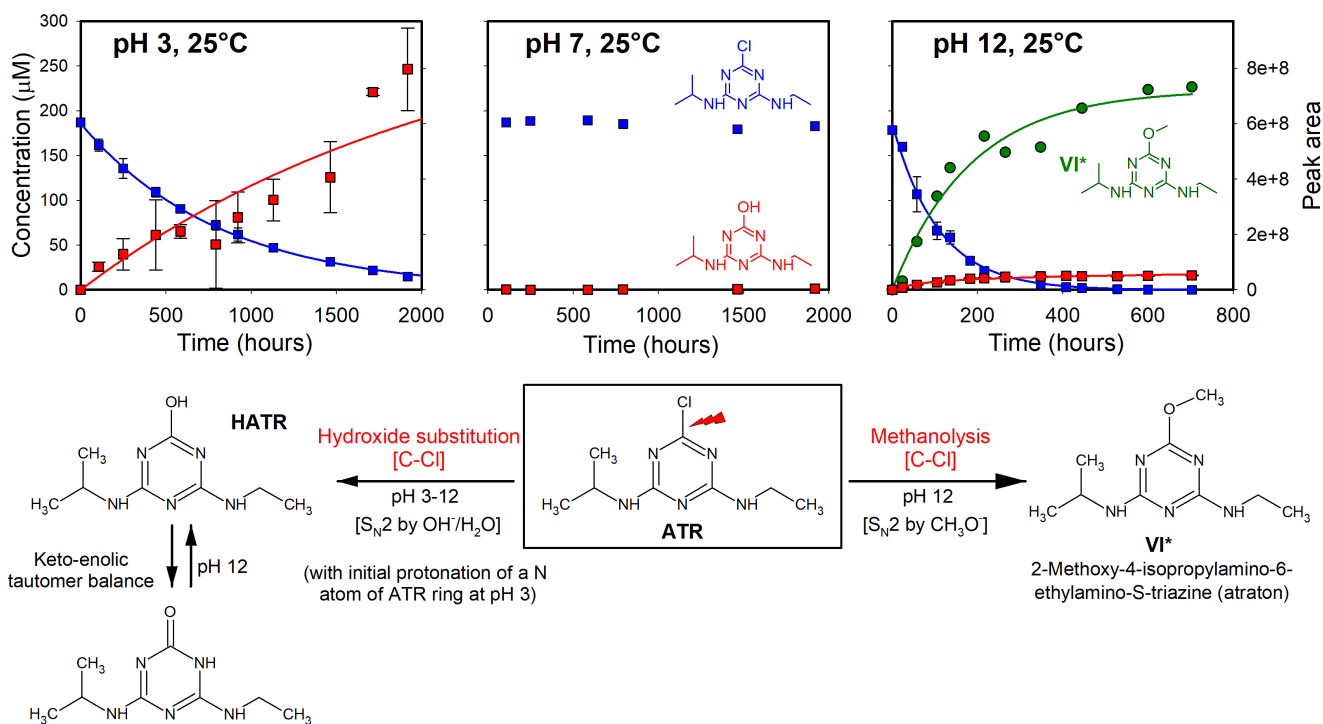 pH 3, 25°C
300
250
200
150
100
50
0
Concentration (µM)
0
500
1000
1500
2000
Time (hours)
pH 7, 25°C
Cl
N
N
N
NH
NH
OH
N
N
N
NH
NH
0
500
1000
1500
2000
Time (hours)
pH 12, 25°C
VI*
O
N
N
N
NH
NH
8e+8
6e+8
4e+8
2e+8
0
Peak area
0
200
400
600
800
Time (hours)
OH
HATR
N
N
N
CH3
H3C
NH
NH
CH3
Hydroxide substitution
[C-Cl]
pH 3-12
[SN2 by OH-/H2O]
(with initial protonation of a N
atom of ATR ring at pH 3)
Cl
N
N
N
CH3
H3C
NH
NH
CH3
ATR
Methanolysis
[C-Cl]
pH 12
[SN2 by CH3O-]
O
CH3
N
N
N
CH3
H3C
NH
NH
CH3
VI*
2-Methoxy-4-isopropylamino-6-
ethylamino-S-triazine (atraton)
Keto-enolic
tautomer balance
pH 12
O
N
NH
N
CH3
H3C
NH
NH
CH3